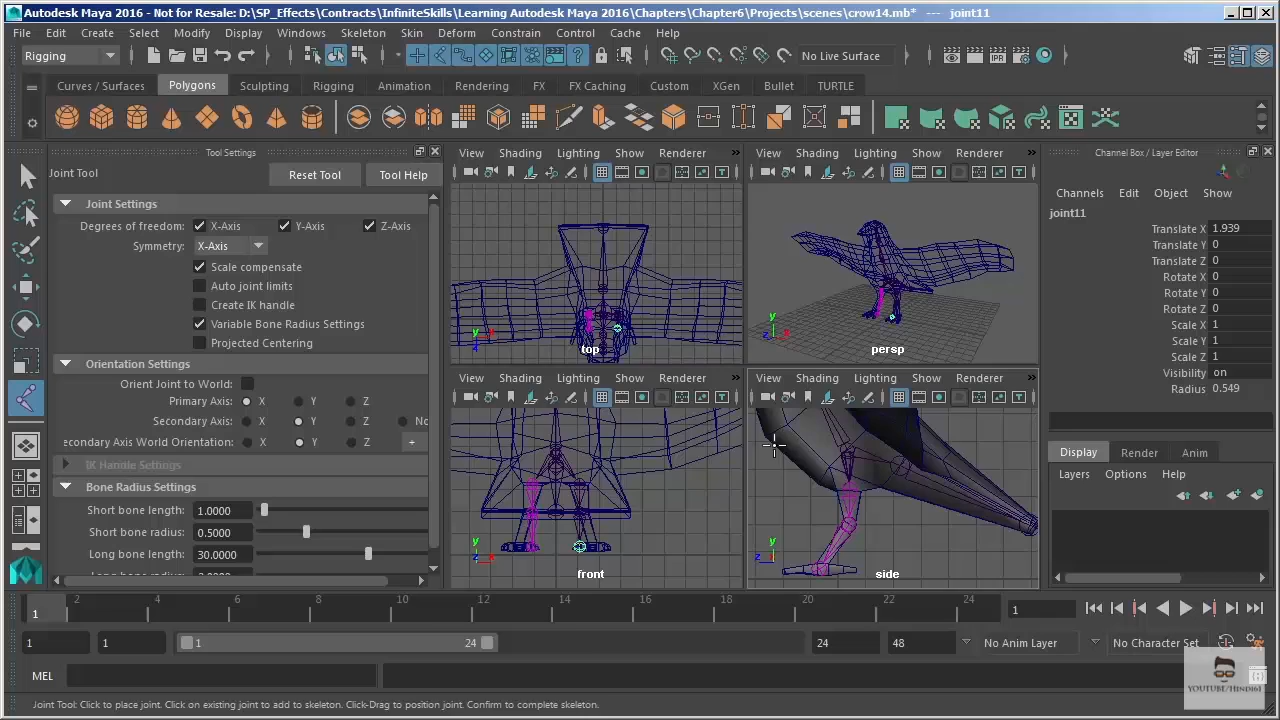 Autodesk Maya 2016 - Not for Resale: D:\SP_Effects\Contracts\InfiniteSkills\Learning Autodesk Maya 2016\Chapters\Chapter6\Projects\scenes\crow14.mb* --- joint11
File Edit Create Select Modify Display Windows Skeleton Skin Deform Constrain Control Cache Help
Rigging No Live Surface
Curves / Surfaces Polygons Sculpting Rigging Animation Rendering FX FX Caching Custom XGen Bullet TURTLE
Tool Settings
Joint Tool Reset Tool Tool Help
Joint Settings
Degrees of freedom: X-Axis Y-Axis Z-Axis
Symmetry: X-Axis
Scale compensate
Auto joint limits
Create IK handle
Variable Bone Radius Settings
Projected Centering
Orientation Settings
Orient Joint to World:
Primary Axis: X Y Z
Secondary Axis: X Y Z No
econdary Axis World Orientation: X Y Z +
IK Handle Settings
Bone Radius Settings
Short bone length: 1.0000
Short bone radius: 0.5000
Long bone length: 30.0000
View Shading Lighting Show Renderer
top
View Shading Lighting Show Renderer
persp
View Shading Lighting Show Renderer
front
View Shading Lighting Show Renderer
side
Channel Box / Layer Editor
Channels Edit Object Show
joint11
Translate X 1.939
Translate Y 0
Translate Z 0
Rotate X 0
Rotate Y 0
Rotate Z 0
Scale X 1
Scale Y 1
Scale Z 1
Visibility on
Radius 0.549
Display Render Anim
Layers Options Help
1 2 4 6 8 10 12 14 16 18 20 22 24 1
1 1 1 24 24 48 No Anim Layer No Character Set
MEL
YOUTUBE/HINDI61
Joint Tool: Click to place joint. Click on existing joint to add to skeleton. Click-Drag to position joint. Confirm to complete skeleton.